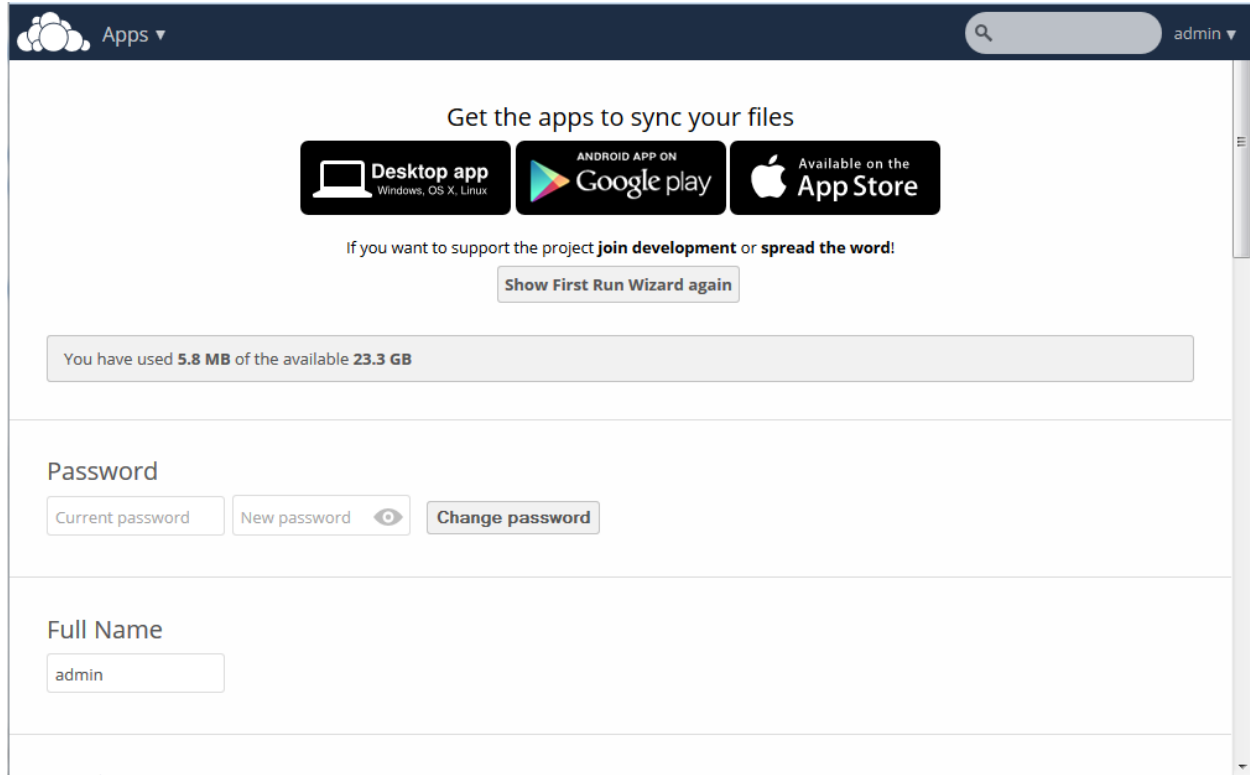 Apps ▾
admin ▾
Get the apps to sync your files
Desktop app
Windows, OS X, Linux
ANDROID APP ON
Google play
Available on the
App Store
If you want to support the project join development or spread the word!
Show First Run Wizard again
You have used 5.8 MB of the available 23.3 GB
Password
Current password
New password
Change password
Full Name
admin